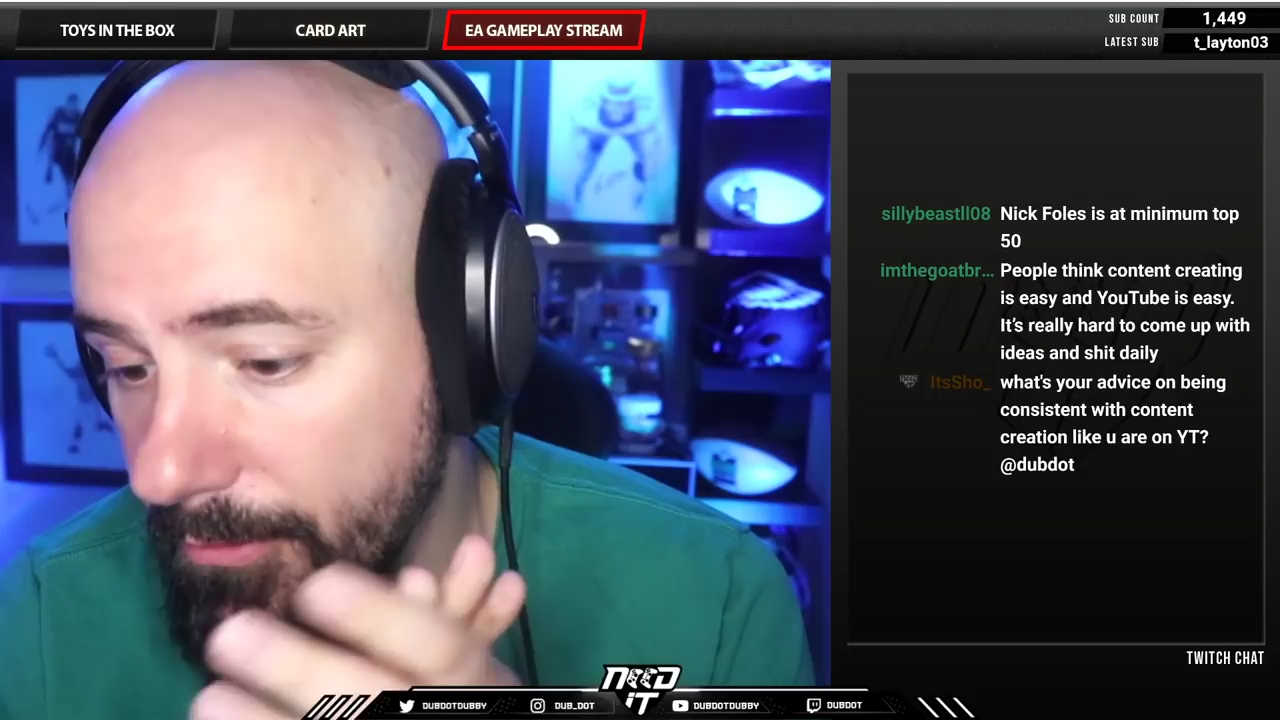 TOYS IN THE BOX
CARD ART
EA GAMEPLAY STREAM
SUB COUNT 1,449
LATEST SUB t_layton03
sillybeastll08 Nick Foles is at minimum top
50
imthegoatbr… People think content creating
is easy and YouTube is easy.
It's really hard to come up with
ideas and shit daily
ItsSho_ what's your advice on being
consistent with content
creation like u are on YT?
@dubdot
TWITCH CHAT
NEED
IT
DUBDOTDUBBY
DUB_DOT
DUBDOTDUBBY
DUBDOT